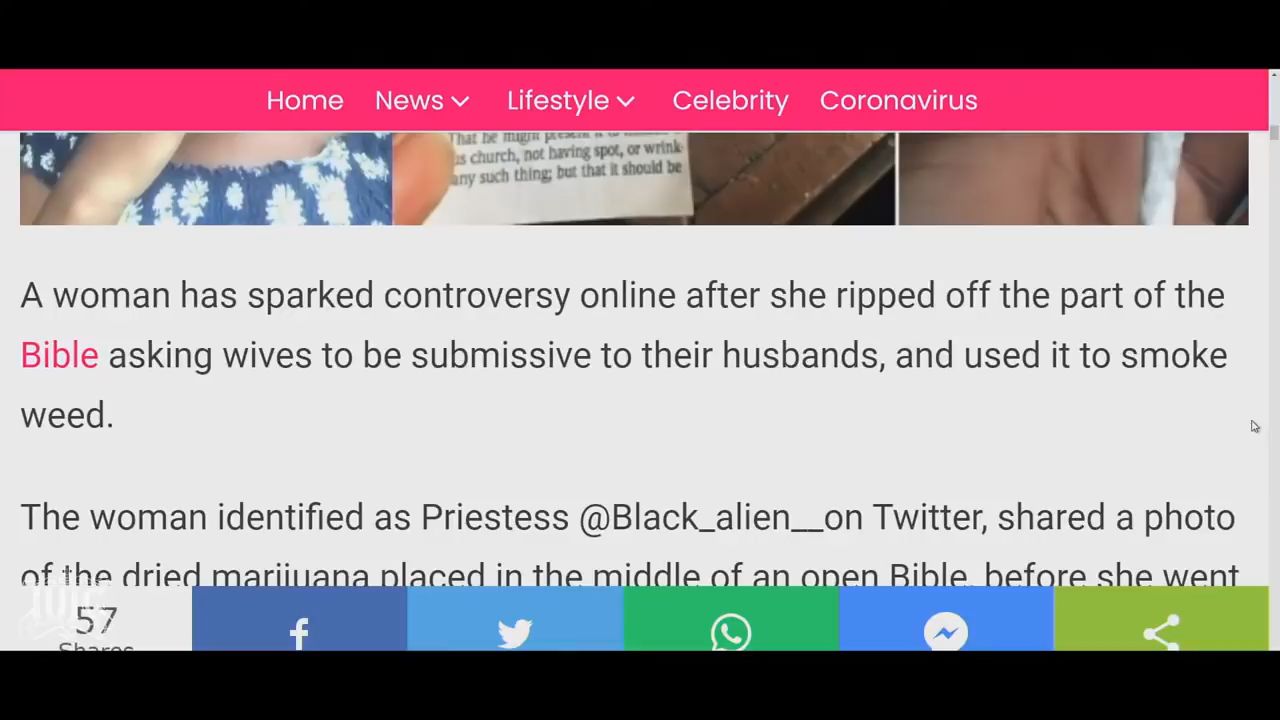 Home News Lifestyle Celebrity Coronavirus
That he might present it to
is church, not having spot, or wrink-
any such thing; but that it should be
A woman has sparked controversy online after she ripped off the part of the
Bible asking wives to be submissive to their husbands, and used it to smoke
weed.
The woman identified as Priestess @Black_alien__on Twitter, shared a photo
of the dried marijuana placed in the middle of an open Bible, before she went
57
Shares